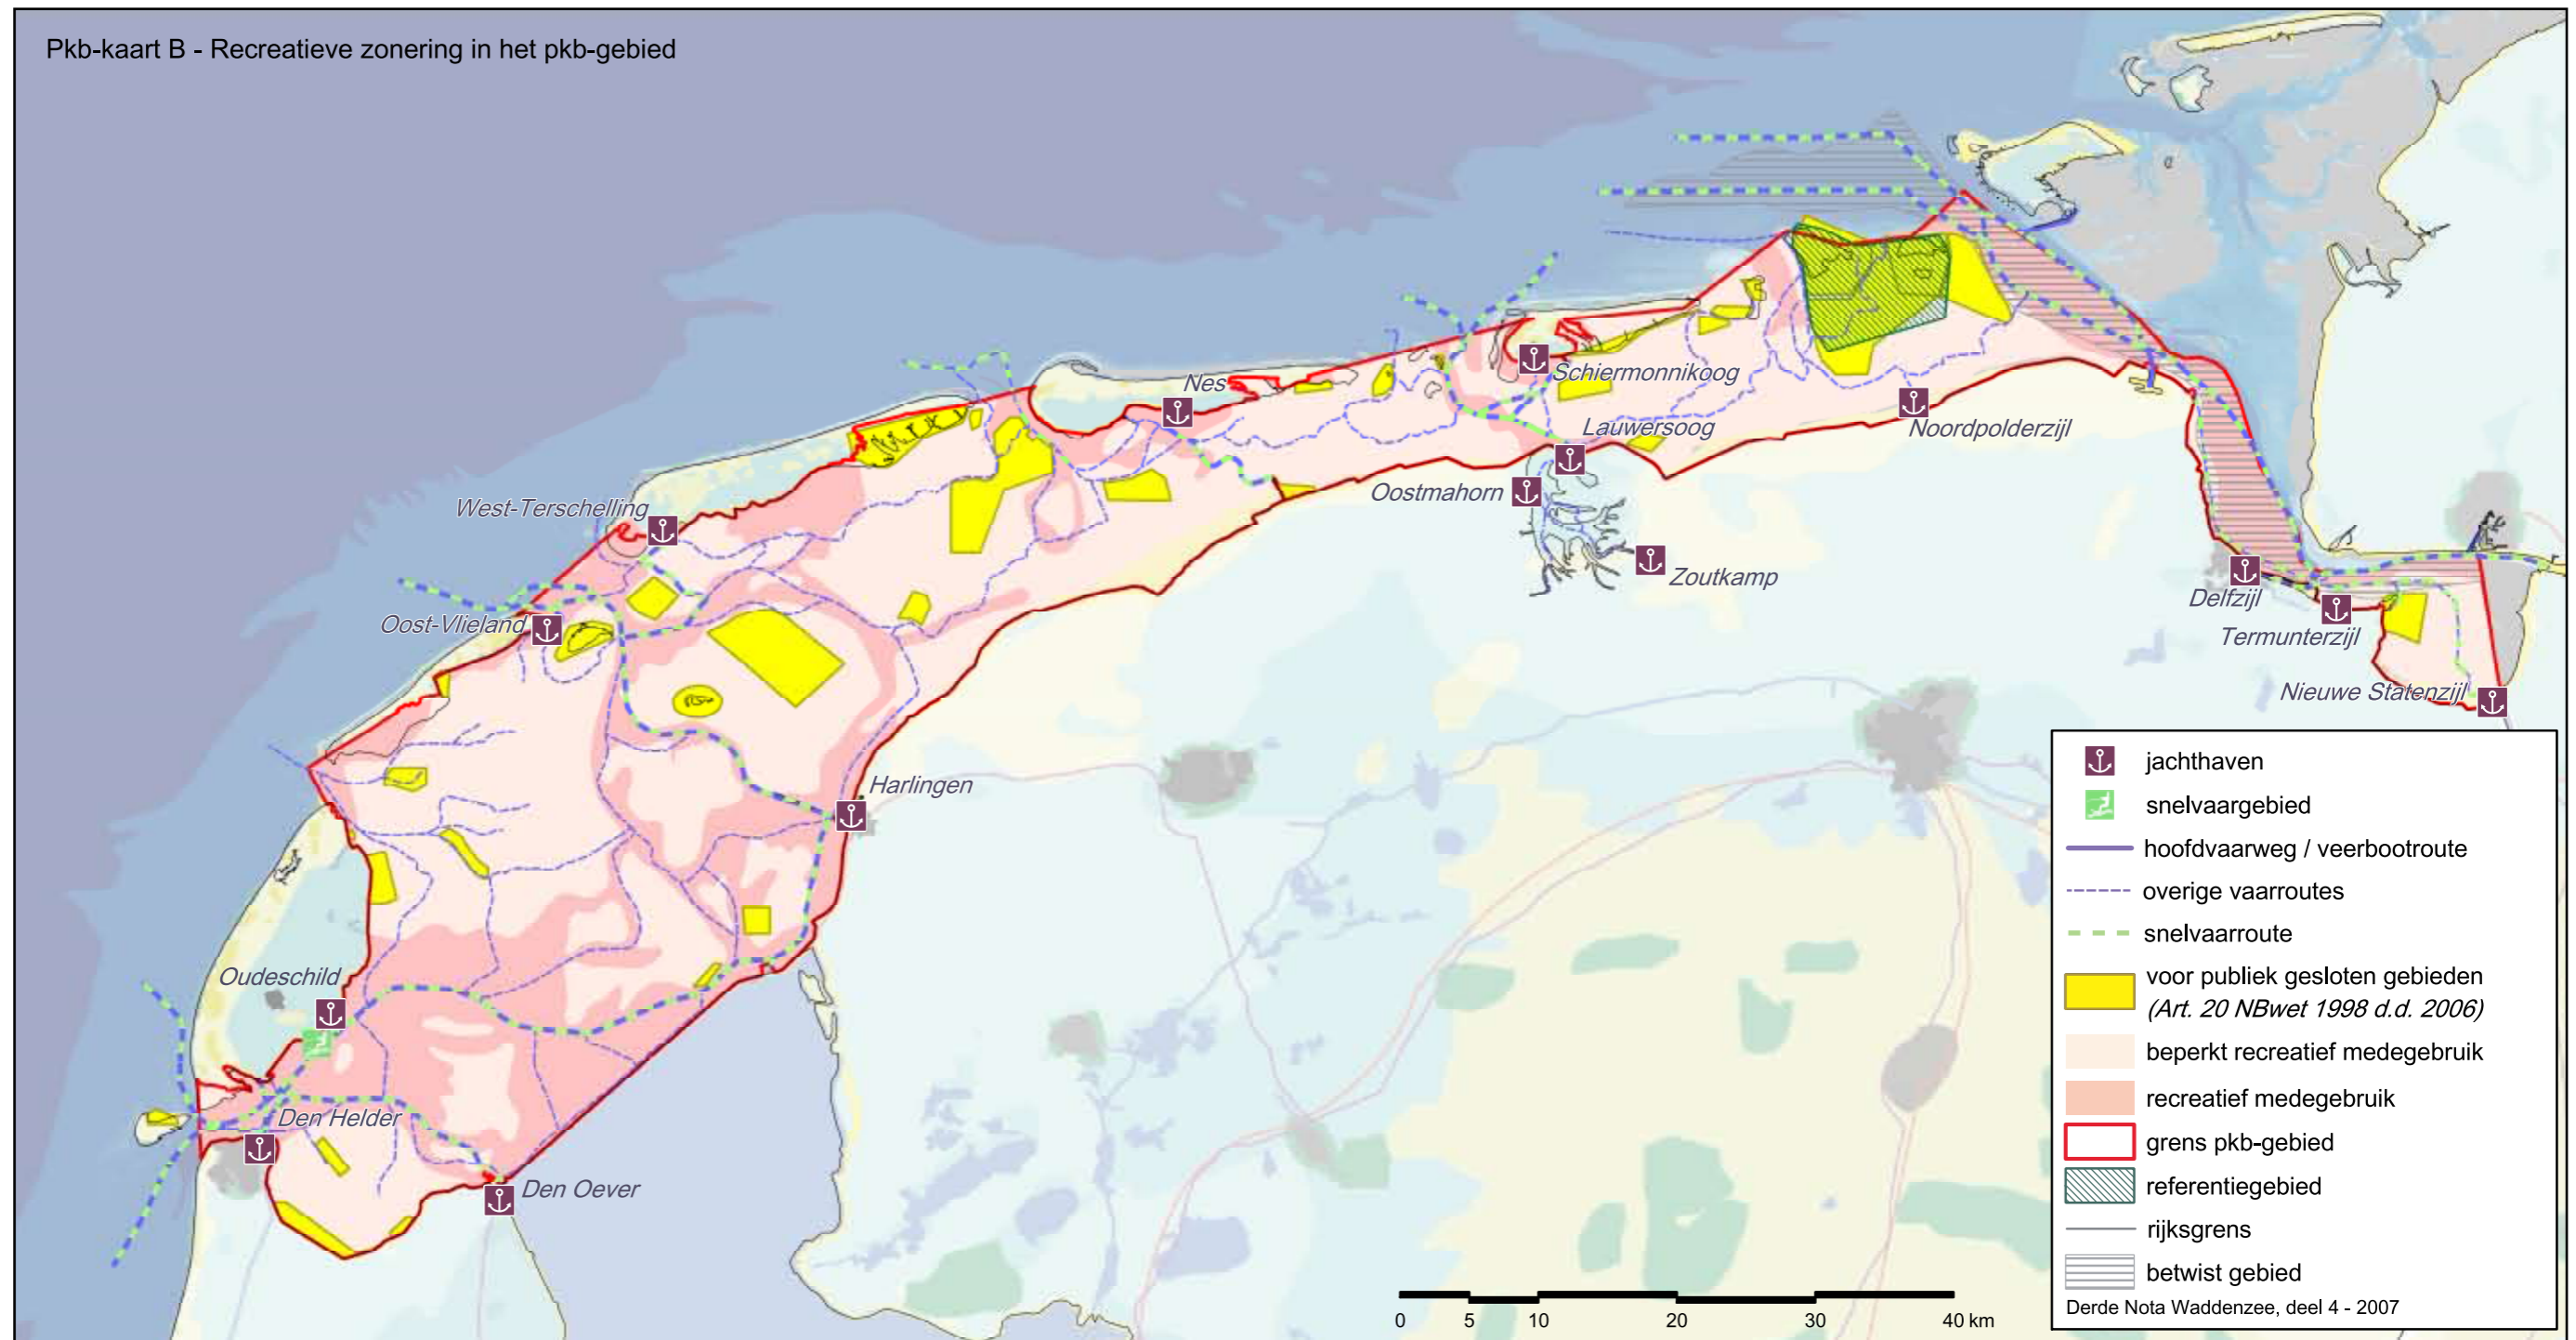 Pkb-kaart B - Recreatieve zonering in het pkb-gebied
Nes
Schiermonnikoog
Lauwersoog
Noordpolderzijl
Oostmahorn
West-Terschelling
Zoutkamp
Delfzijl
Oost-Vlieland
Termunterzijl
Nieuwe Statenzijl
Harlingen
Oudeschild
Den Helder
Den Oever
jachthaven
snelvaargebied
hoofdvaarweg / veerbootroute
overige vaarroutes
snelvaarroute
voor publiek gesloten gebieden
(Art. 20 NBwet 1998 d.d. 2006)
beperkt recreatief medegebruik
recreatief medegebruik
grens pkb-gebied
referentiegebied
rijksgrens
betwist gebied
Derde Nota Waddenzee, deel 4 - 2007
0 5 10 20 30 40 km